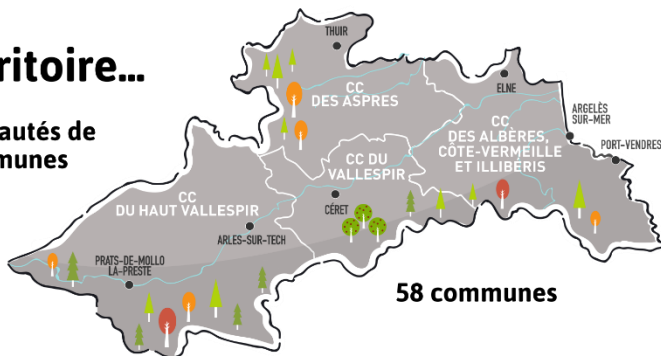 ritoire...
autés de
munes
THUIR
CC
DES ASPRES
ELNE
CC
DES ALBÈRES,
CÔTE-VERMEILLE
ET ILLIBÉRIS
ARGELÈS
SUR-MER
PORT-VENDRES
CC DU
VALLESPIR
CÉRET
CC
DU HAUT VALLESPIR
ARLES-SUR-TECH
PRATS-DE-MOLLO
LA-PRESTE
58 communes